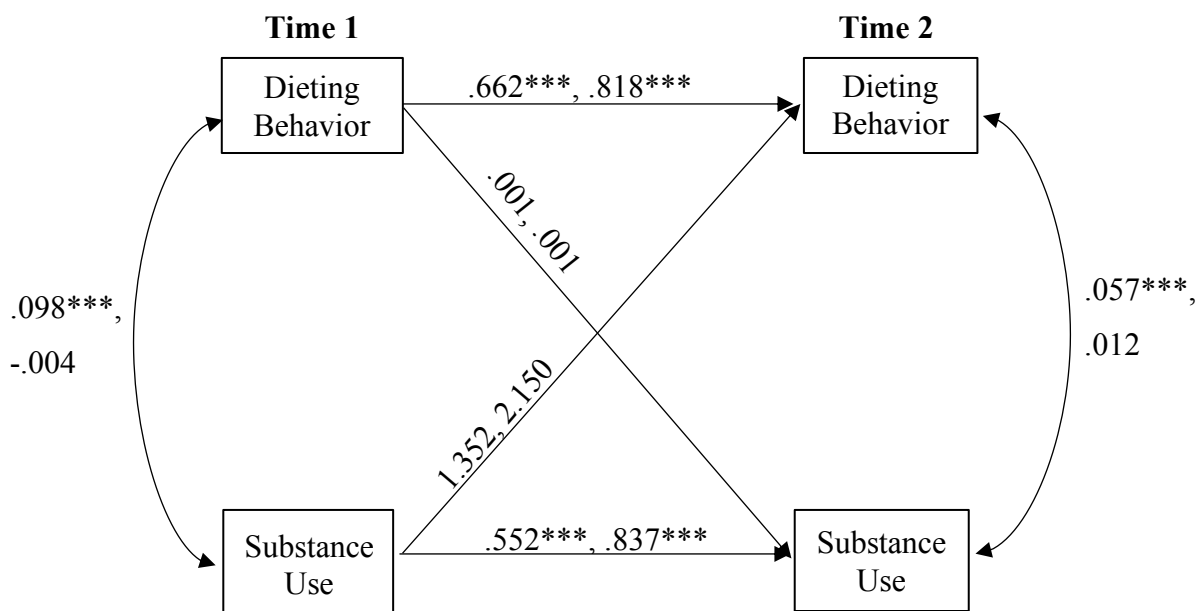 Time 1
Time 2
Dieting
Behavior
.662***, .818***
Dieting
Behavior
.001, .001
.098***,
-.004
.057***,
.012
1.352, 2.150
Substance
Use
.552***, .837***
Substance
Use